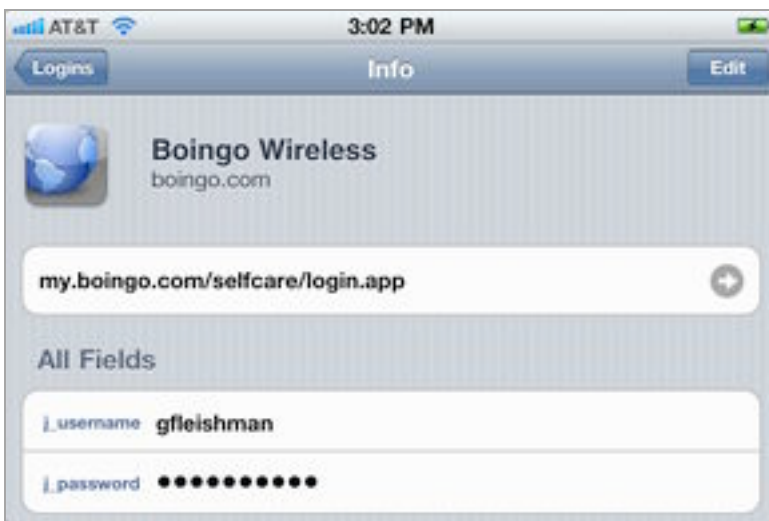 AT&T 3:02 PM
Logins Info Edit
Boingo Wireless
boingo.com
my.boingo.com/selfcare/login.app
All Fields
j_username gfleishman
j_password ●●●●●●●●●●